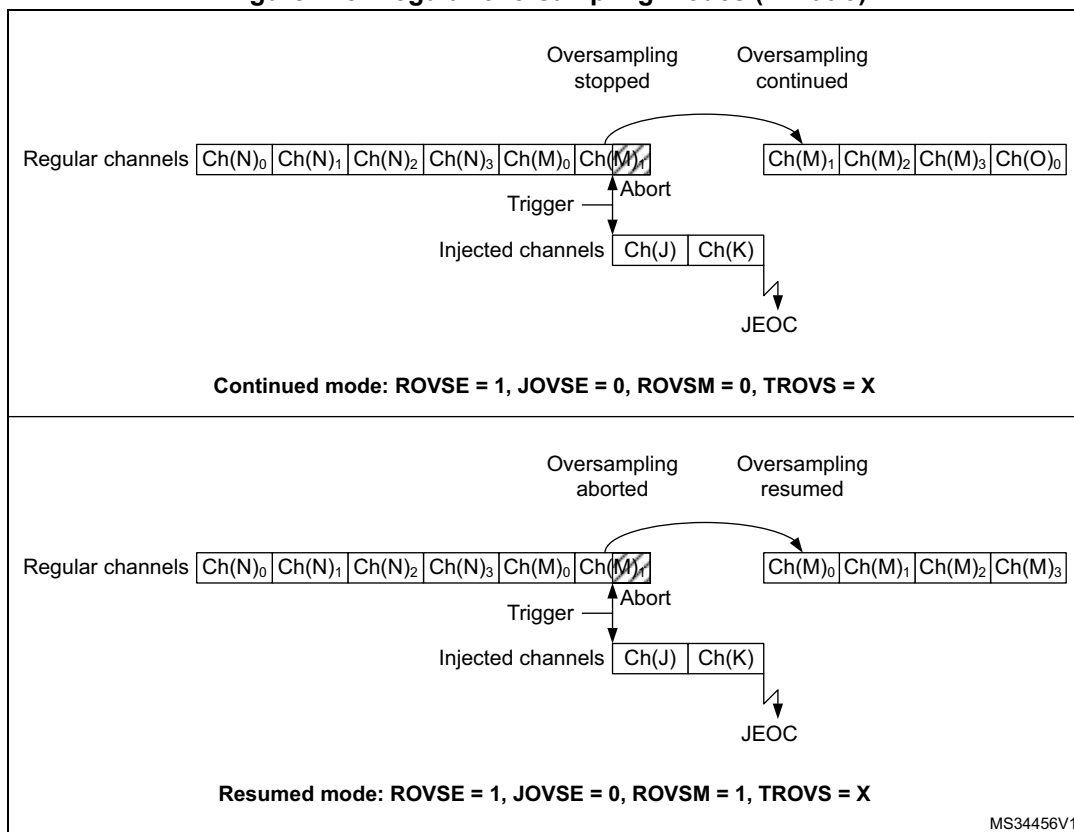 Oversampling stopped
Oversampling continued
Regular channels Ch(N)₀ Ch(N)₁ Ch(N)₂ Ch(N)₃ Ch(M)₀ Ch(M)₁ Ch(M)₁ Ch(M)₂ Ch(M)₃ Ch(O)₀
Abort
Trigger
Injected channels Ch(J) Ch(K)
JEOC
Continued mode: ROVSE = 1, JOVSE = 0, ROVSM = 0, TROVS = X
Oversampling aborted
Oversampling resumed
Regular channels Ch(N)₀ Ch(N)₁ Ch(N)₂ Ch(N)₃ Ch(M)₀ Ch(M)₁ Ch(M)₀ Ch(M)₁ Ch(M)₂ Ch(M)₃
Abort
Trigger
Injected channels Ch(J) Ch(K)
JEOC
Resumed mode: ROVSE = 1, JOVSE = 0, ROVSM = 1, TROVS = X
MS34456V1